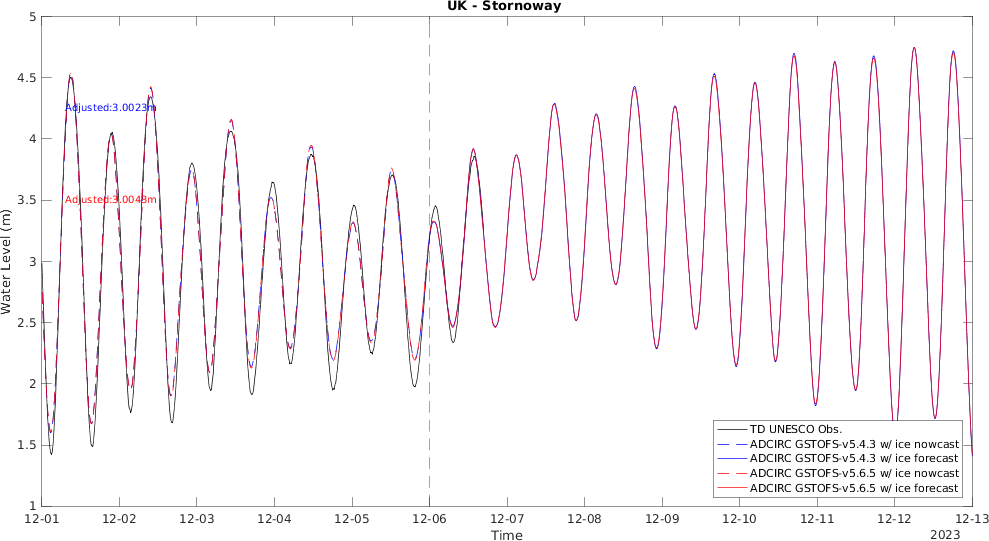 UK - Stornoway
5
4.5
4
3.5
3
2.5
2
1.5
1
Water Level (m)
Adjusted:3.0023m
Adjusted:3.0043m
TD UNESCO Obs.
ADCIRC GSTOFS-v5.4.3 w/ ice nowcast
ADCIRC GSTOFS-v5.4.3 w/ ice forecast
ADCIRC GSTOFS-v5.6.5 w/ ice nowcast
ADCIRC GSTOFS-v5.6.5 w/ ice forecast
12-01 12-02 12-03 12-04 12-05 12-06 12-07 12-08 12-09 12-10 12-11 12-12 12-13
Time
2023